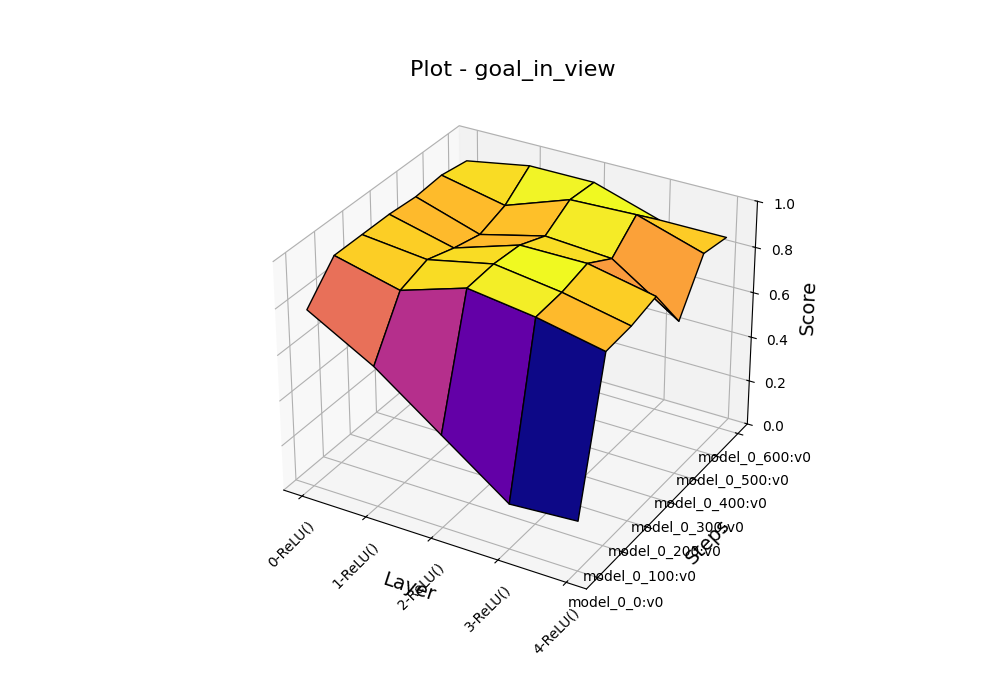 Plot - goal_in_view
1.0
0.8
0.6
0.4
0.2
0.0
Score
model_0_600:v0
model_0_500:v0
model_0_400:v0
model_0_300:v0
model_0_200:v0
model_0_100:v0
model_0_0:v0
Steps
0-ReLU()
1-ReLU()
2-ReLU()
3-ReLU()
4-ReLU()
Layer